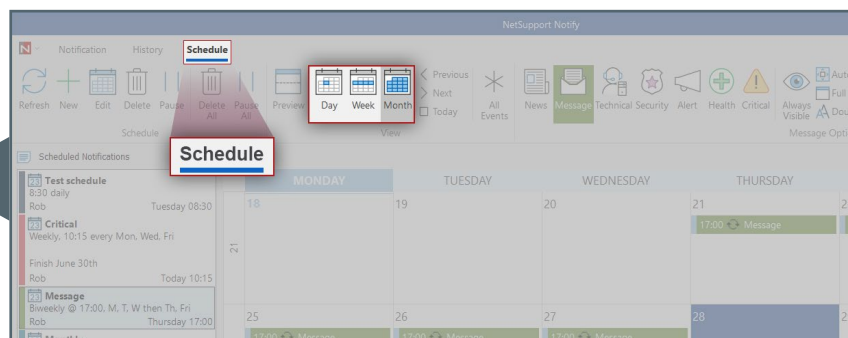 NetSupport Notify
Notification History Schedule
Refresh New Edit Delete Pause Delete All Pause All Preview Day Week Month Previous Next Today All Events News Message Technical Security Alert Health Critical Always Visible
Schedule View Message
Schedule
Scheduled Notifications
MONDAY TUESDAY WEDNESDAY THURSDAY
Test schedule
8:30 daily
Rob Tuesday 08:30
18 19 20 21
17:00 Message
Critical
Weekly, 10:15 every Mon, Wed, Fri
21
Finish June 30th
Rob Today 10:15
Message
Biweekly @ 17:00, M, T, W then Th, Fri
Rob Thursday 17:00
25 26 27 28
17:00 Message 17:00 Message 17:00 Message